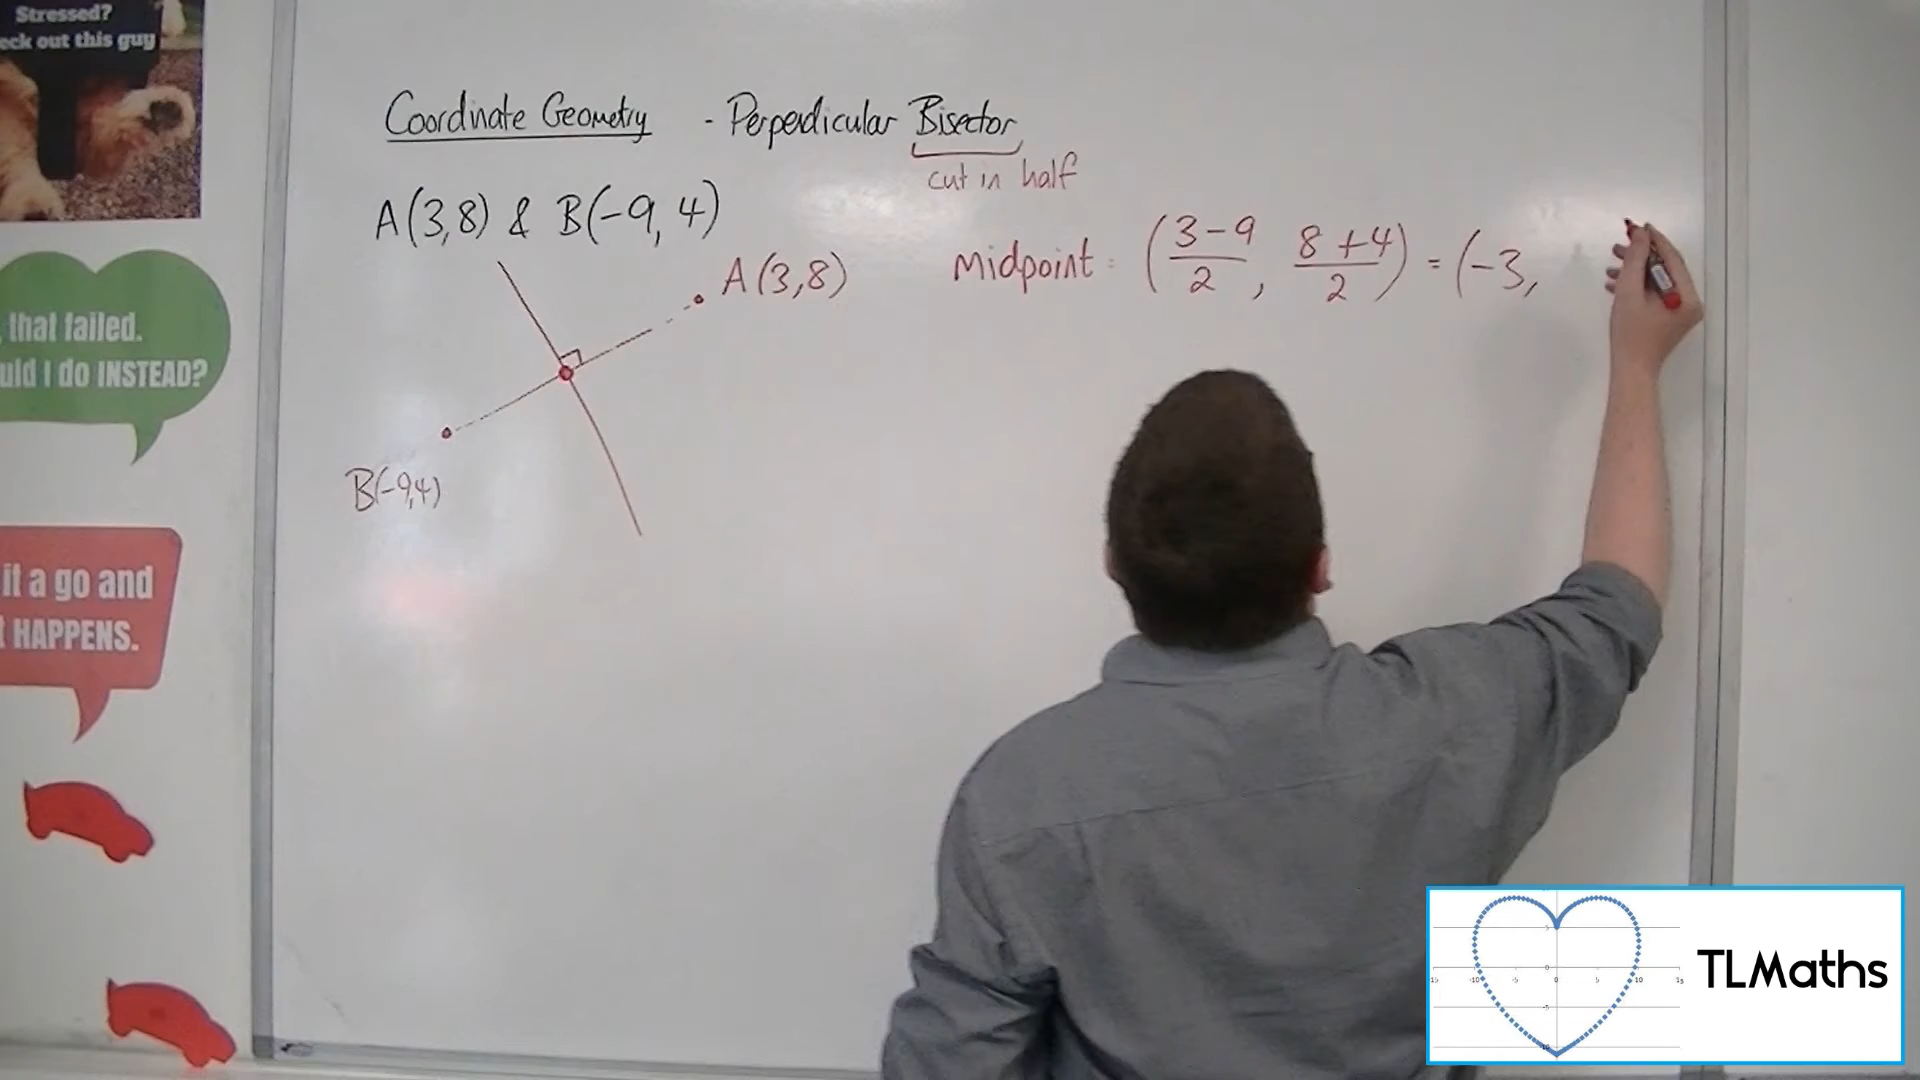 Stressed?
eck out this guy
that failed.
uld I do INSTEAD?
it a go and
HAPPENS.
Coordinate Geometry - Perpendicular Bisector
cut in half
A(3,8) & B(-9,4)
A(3,8)
B(-9,4)
Midpoint = (3-9/2, 8+4/2) = (-3,
TLMaths